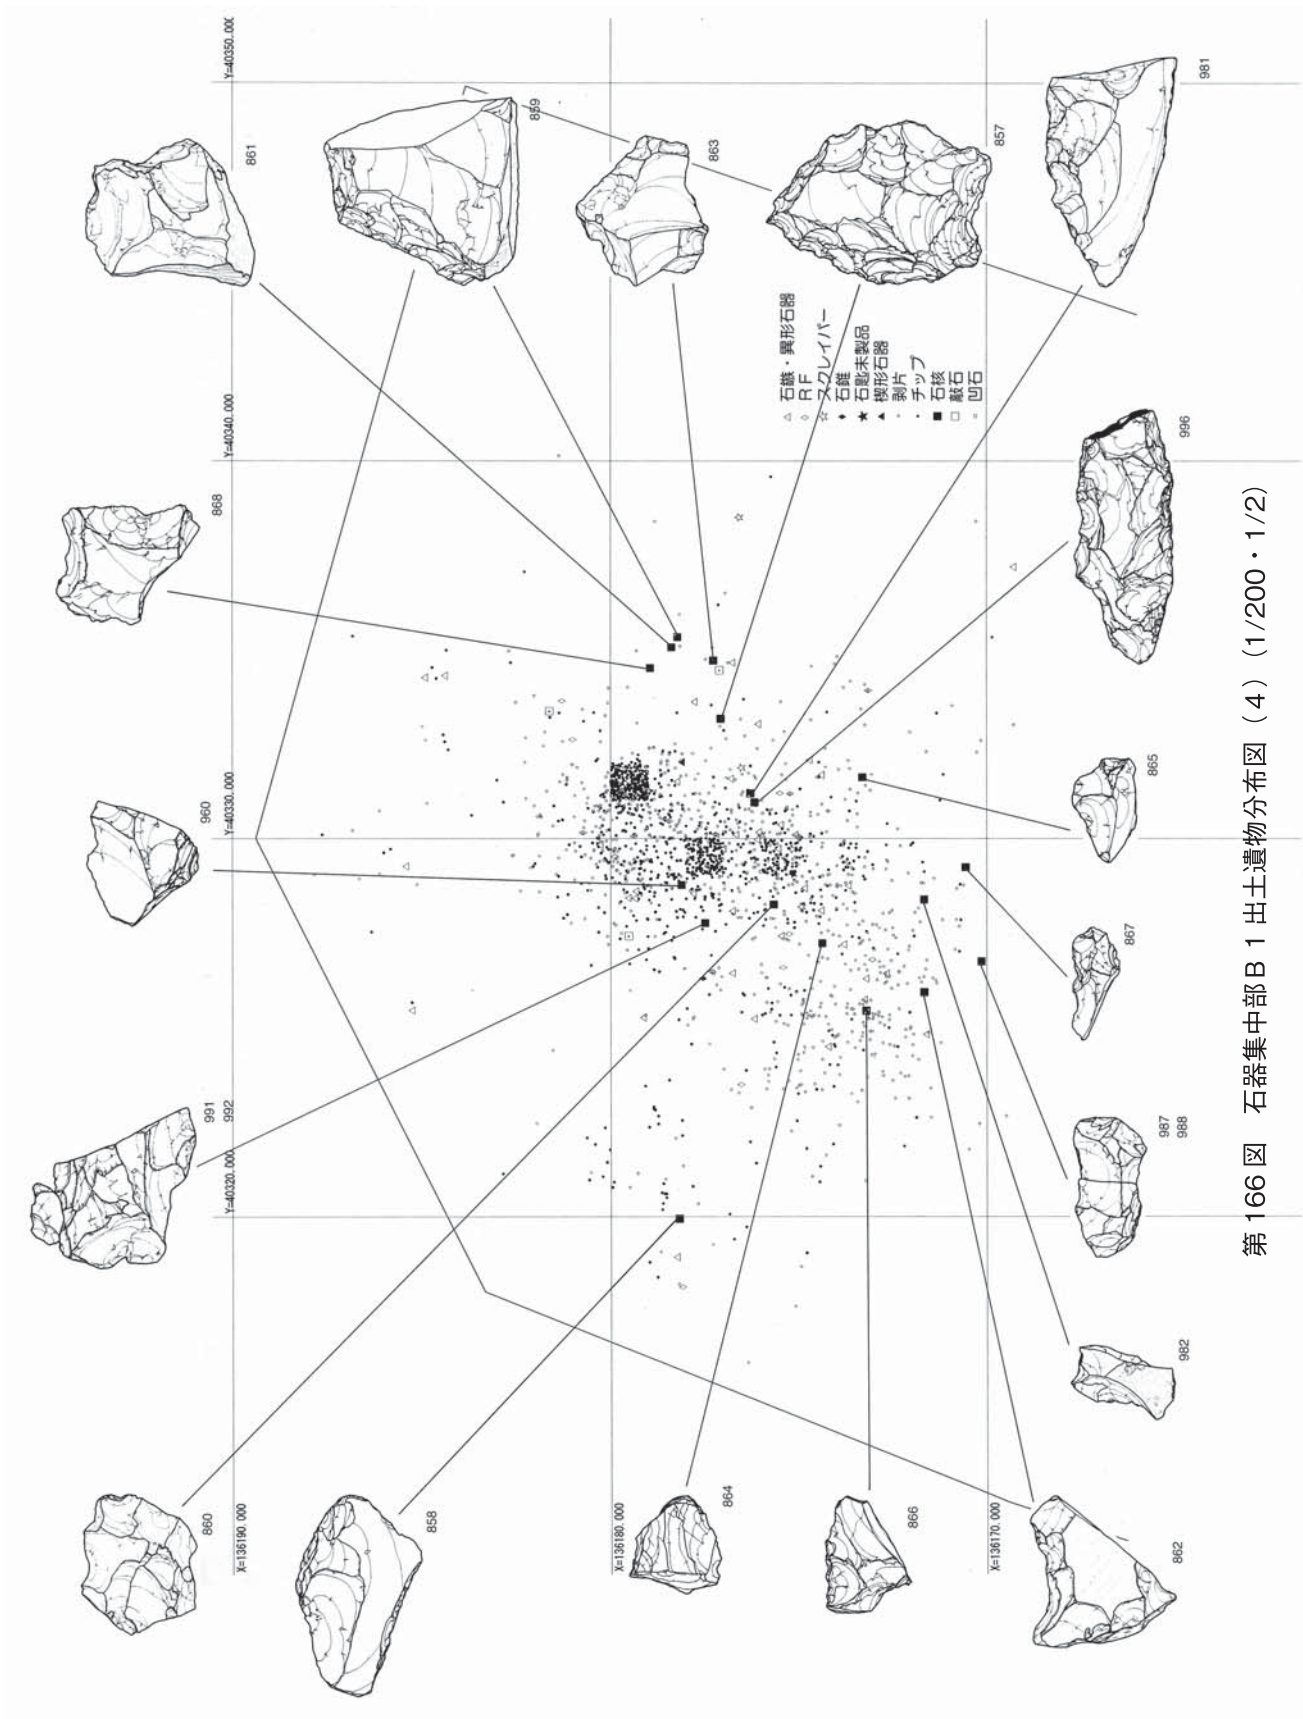 861
859
863
857
981
868
996
960
865
867
991
992
987
988
982
860
858
864
866
862
Y=40350.00
Y=40340.000
Y=40330.000
Y=40320.000
X=136190.000
X=136180.000
X=136170.000
△ 石鏃・異形石器
◇ RF
☆ スクレイパー
♦ 石錐
★ 石匙未製品
▲ 楔形石器
◦ 剥片
・ チップ
■ 石核
□ 敲石
▫ 凹石
第166図 石器集中部B1出土遺物分布図(4)(1/200・1/2)